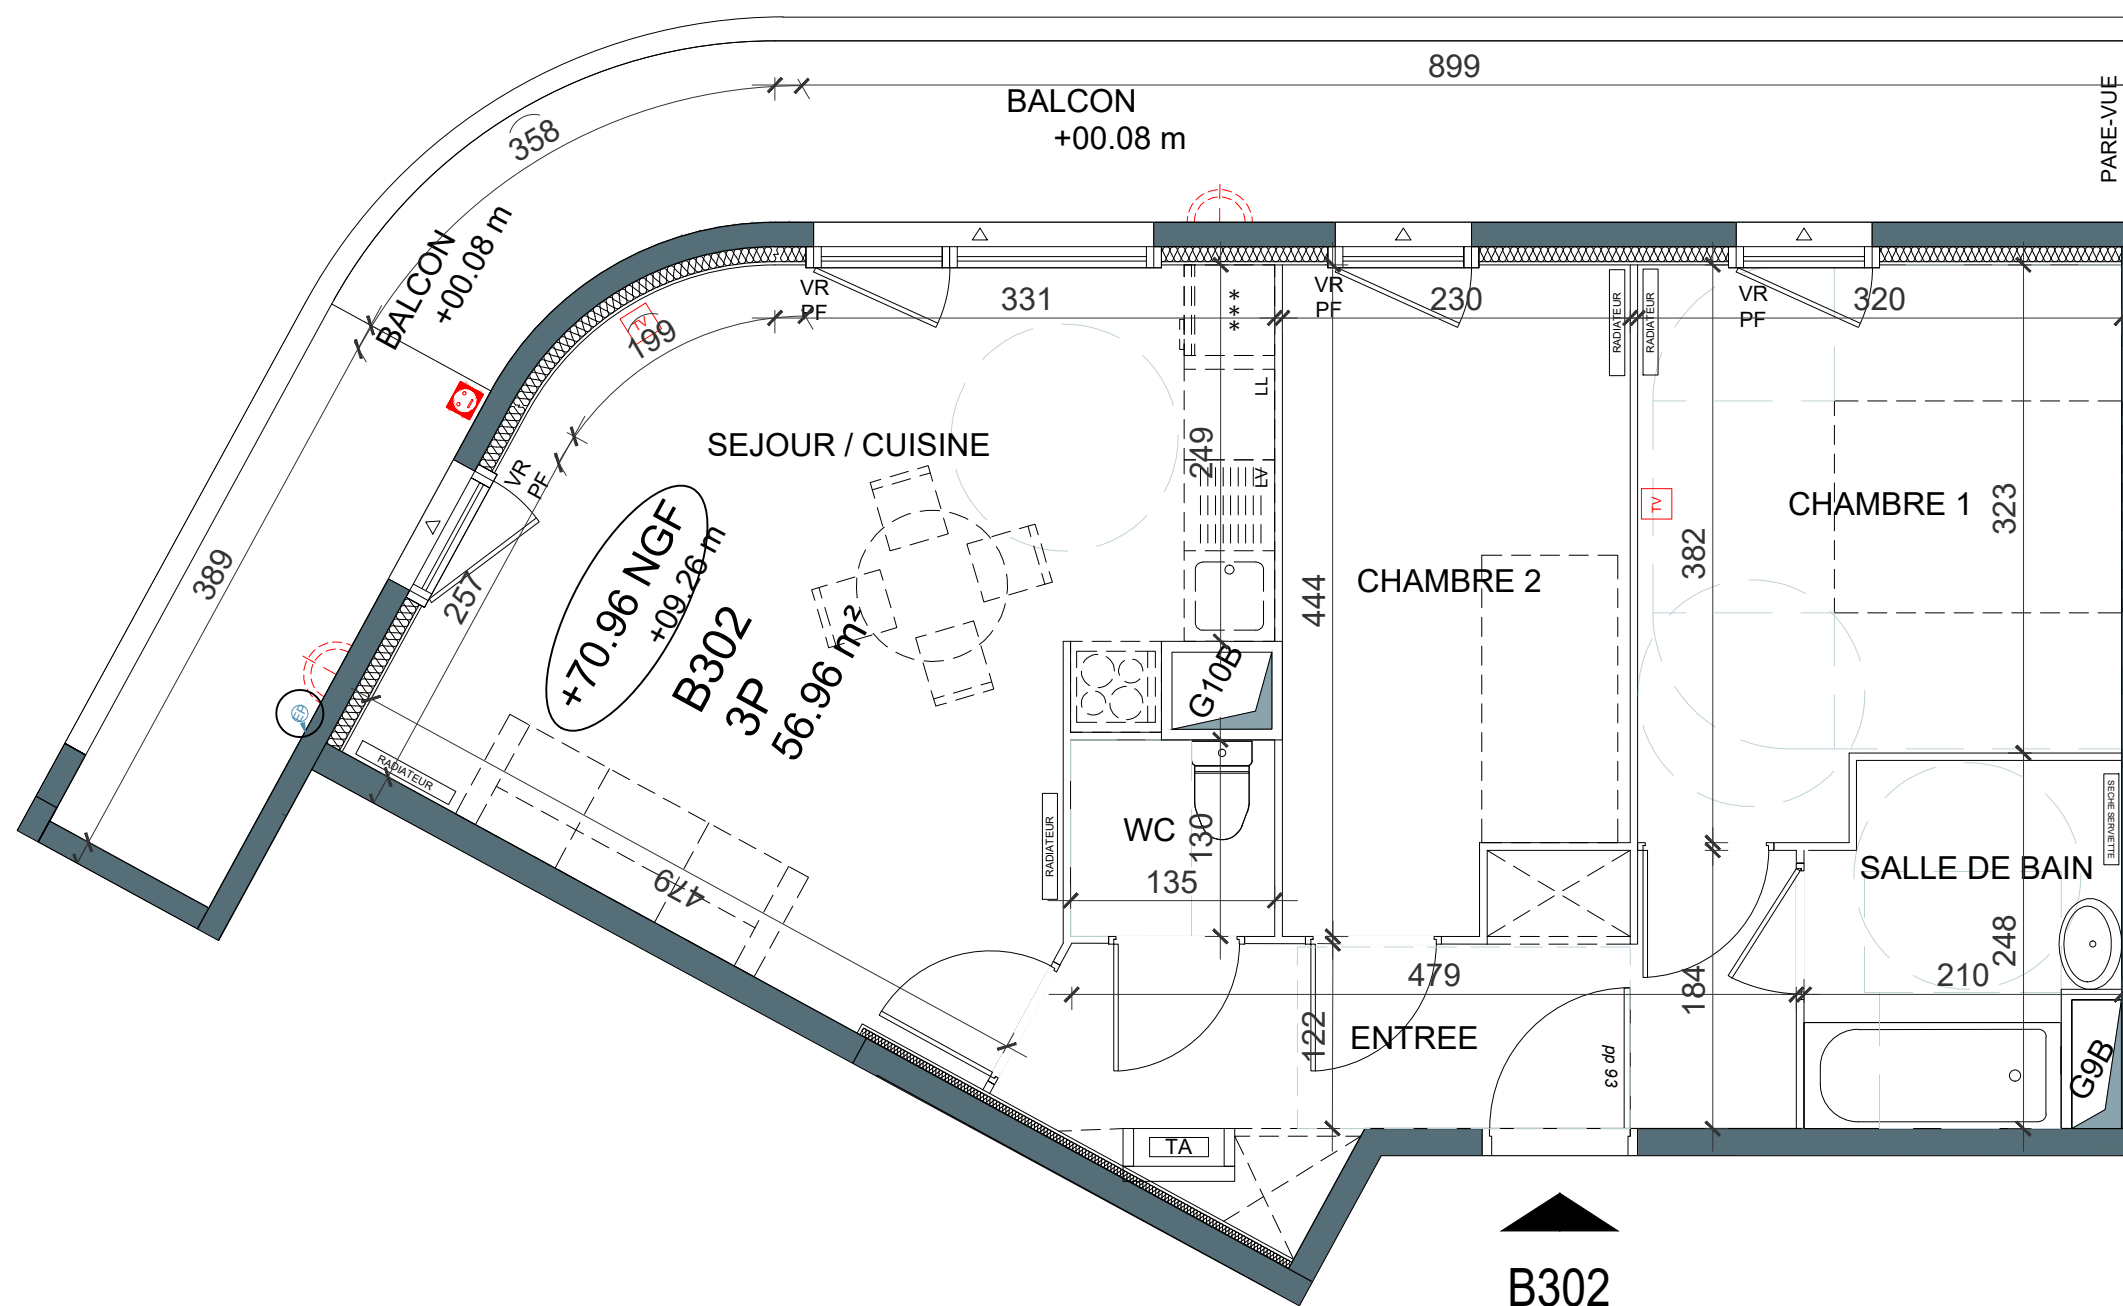 899
BALCON
+00.08 m
PARE-VUE
358
BALCON
+00.08 m
VR
PF
331
***
VR
PF
230
RADIATEUR
RADIATEUR
VR
PF
320
TV
199
LL
SEJOUR / CUISINE
249
LV
VR
PF
TV
CHAMBRE 1
323
382
389
257
+70.96 NGF
+09.26 m
B302
3P
56.96 m²
444
CHAMBRE 2
G10B
EP
RADIATEUR
RADIATEUR
WC
130
135
SECHE SERVIETTE
SALLE DE BAIN
479
479
184
248
210
122
ENTREE
pp 93
G9B
TA
B302